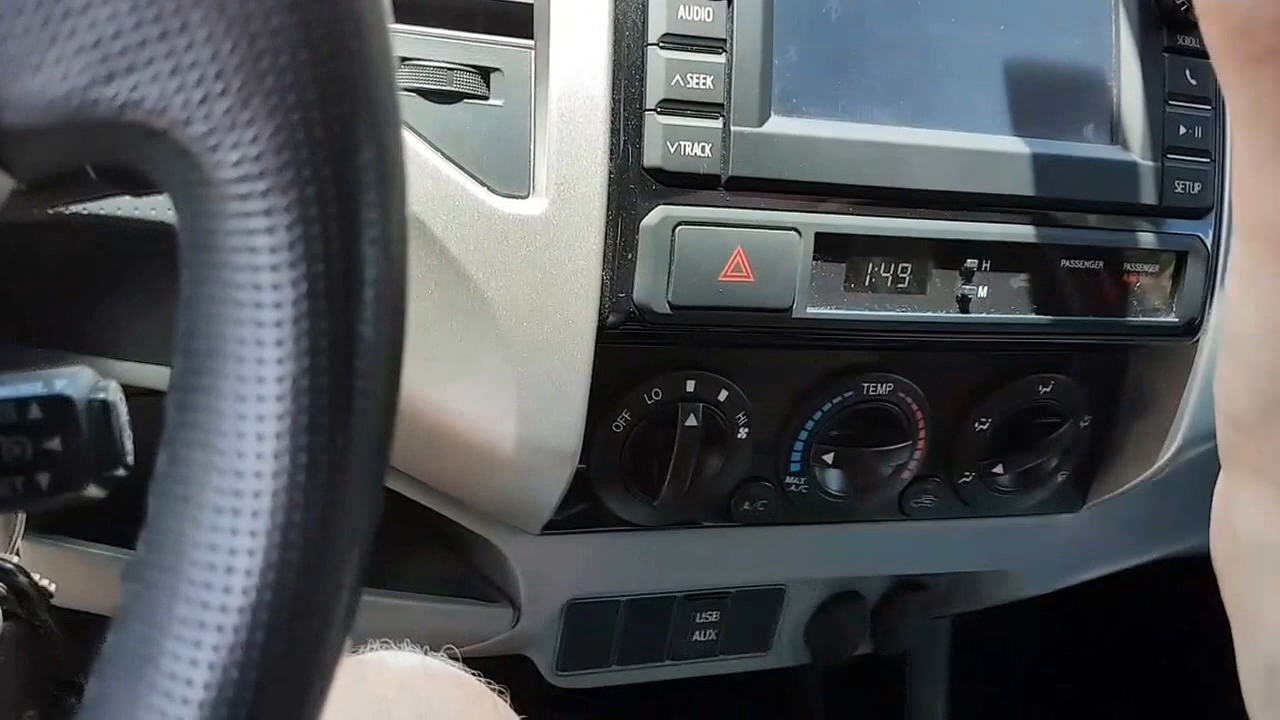 AUDIO
SCROLL
∧ SEEK
∨ TRACK
SETUP
1:49
H
M
PASSENGER
PASSENGER
OFF
LO
HI
TEMP
MAX
A/C
A/C
USB
AUX